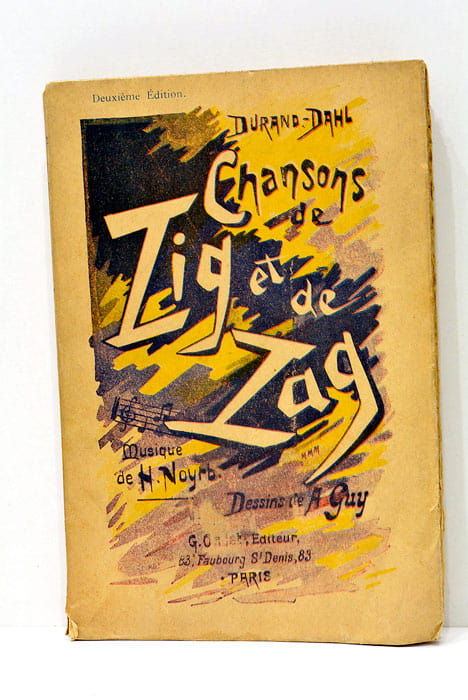 Deuxième Édition.
DURAND-DAHL
Chansons
de
Zig et de
Zag
Musique
de H. Noyrb.
Dessins de A. Guy
Éditeur,
83, Faubourg St Denis, 83
PARIS